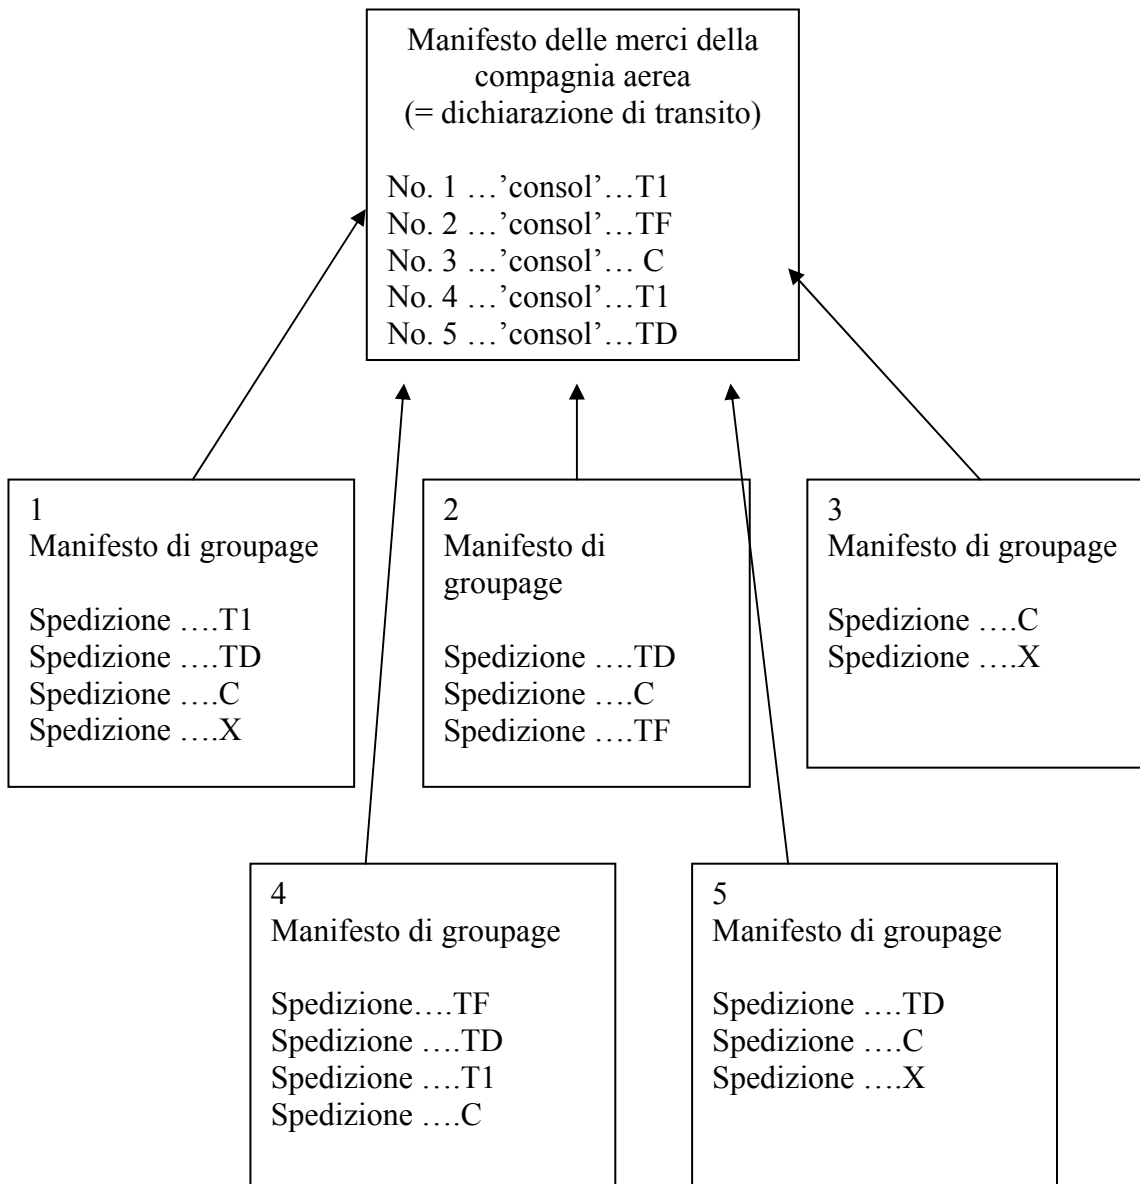 Manifesto delle merci della
compagnia aerea
(= dichiarazione di transito)
No. 1 …’consol’…T1
No. 2 …’consol’…TF
No. 3 …’consol’… C
No. 4 …’consol’…T1
No. 5 …’consol’…TD
1
Manifesto di groupage
Spedizione ….T1
Spedizione ….TD
Spedizione ….C
Spedizione ….X
2
Manifesto di
groupage
Spedizione ….TD
Spedizione ….C
Spedizione ….TF
3
Manifesto di groupage
Spedizione ….C
Spedizione ….X
4
Manifesto di groupage
Spedizione….TF
Spedizione ….TD
Spedizione ….T1
Spedizione ….C
5
Manifesto di groupage
Spedizione ….TD
Spedizione ….C
Spedizione ….X